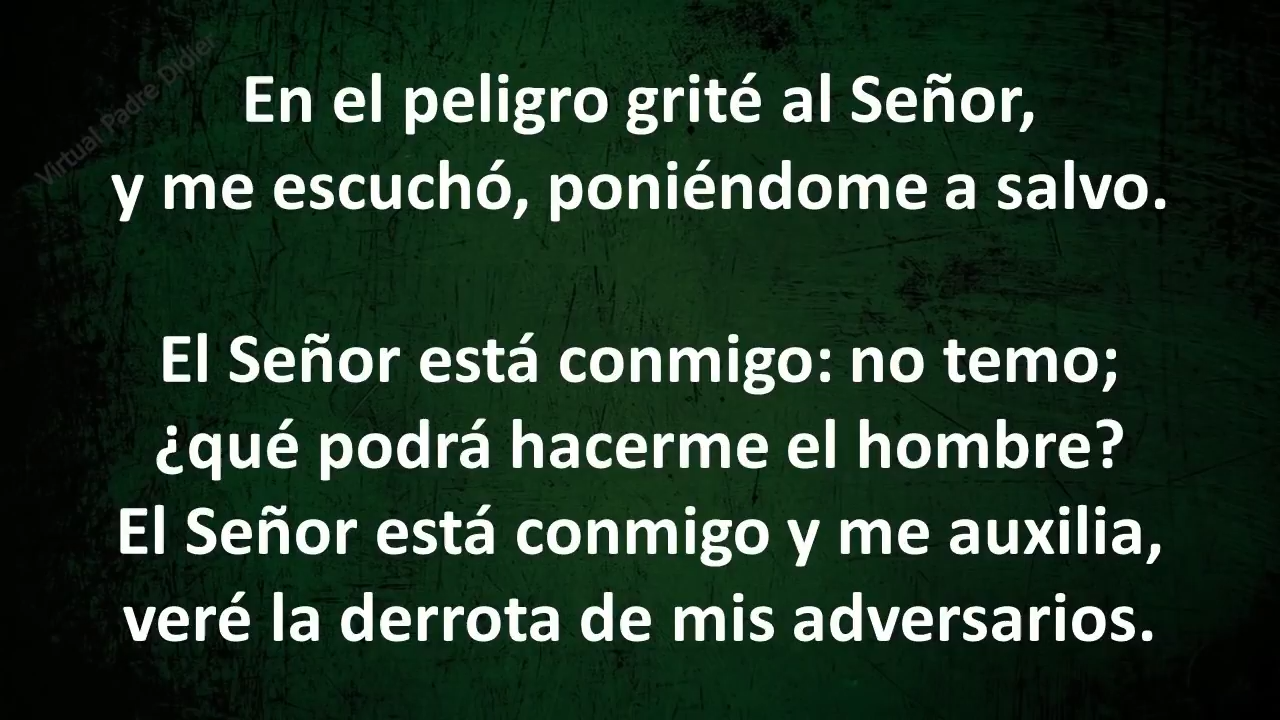 Virtual Padre Didier
En el peligro grité al Señor,
y me escuchó, poniéndome a salvo.
El Señor está conmigo: no temo;
¿qué podrá hacerme el hombre?
El Señor está conmigo y me auxilia,
veré la derrota de mis adversarios.